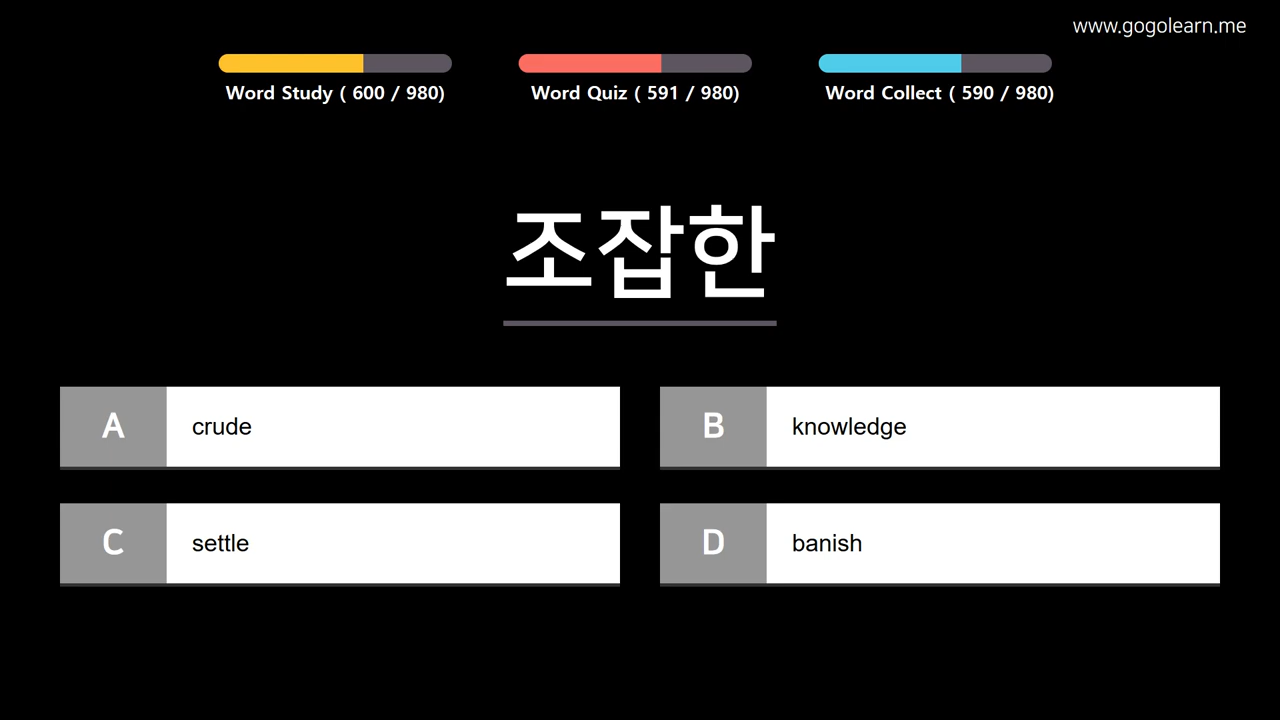 www.gogolearn.me
Word Study ( 600 / 980)
Word Quiz ( 591 / 980)
Word Collect ( 590 / 980)
조잡한
A crude
B knowledge
C settle
D banish